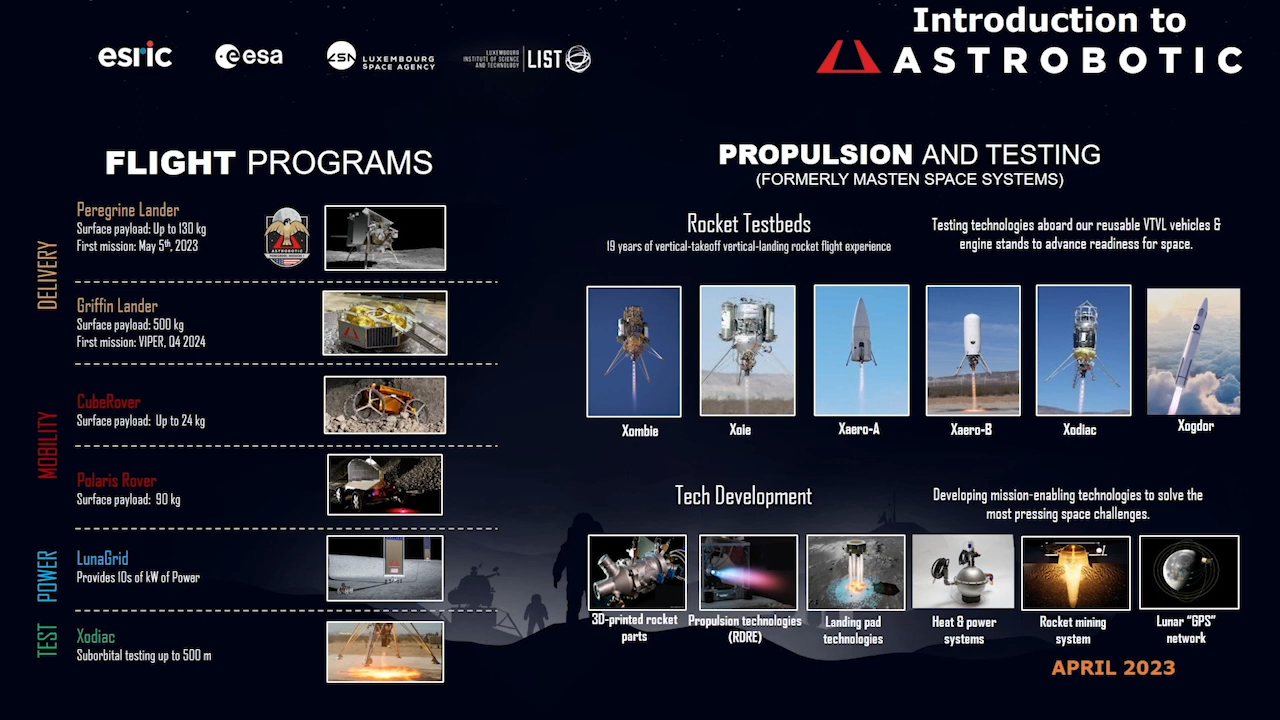 esric
esa
LSA LUXEMBOURG
SPACE AGENCY
LUXEMBOURG
INSTITUTE OF SCIENCE
AND TECHNOLOGY
LIST
Introduction to
ASTROBOTIC
FLIGHT PROGRAMS
DELIVERY
Peregrine Lander
Surface payload: Up to 130 kg
First mission: May 5th, 2023
ASTROBOTIC
Griffin Lander
Surface payload: 500 kg
First mission: VIPER, Q4 2024
MOBILITY
CubeRover
Surface payload: Up to 24 kg
Polaris Rover
Surface payload: 90 kg
POWER
LunaGrid
Provides 10s of kW of Power
TEST
Xodiac
Suborbital testing up to 500 m
PROPULSION AND TESTING
(FORMERLY MASTEN SPACE SYSTEMS)
Rocket Testbeds
19 years of vertical-takeoff vertical-landing rocket flight experience
Testing technologies aboard our reusable VTVL vehicles &
engine stands to advance readiness for space.
Xombie
Xoie
Xaero-A
Xaero-B
Xodiac
Xogdor
Tech Development
Developing mission-enabling technologies to solve the
most pressing space challenges.
3D-printed rocket
parts
Propulsion technologies
(RDRE)
Landing pad
technologies
Heat & power
systems
Rocket mining
system
Lunar “GPS”
network
APRIL 2023